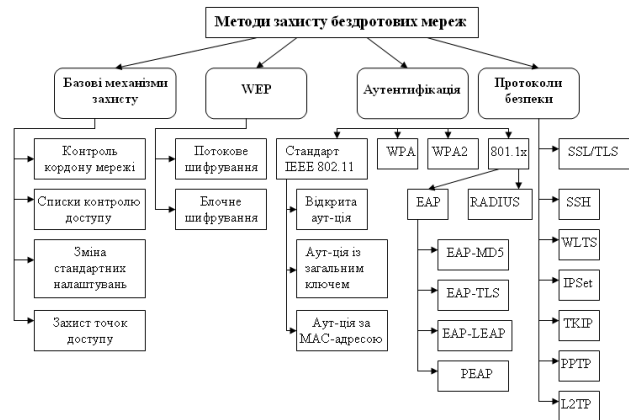 Методи захисту бездротових мереж
Базові механізми
захисту
WEP
Аутентифікація
Протоколи
безпеки
Контроль
кордону мережі
Списки контролю
доступу
Зміна
стандартних
налаштувань
Захист точок
доступу
Потокове
шифрування
Блочне
шифрування
Стандарт
IEEE 802.11
WPA
WPA2
801.1x
Відкрита
аут-ція
Аут-ція із
загальним
ключем
Аут-ція за
MAC-адресою
EAP
RADIUS
EAP-MD5
EAP-TLS
EAP-LEAP
PEAP
SSL/TLS
SSH
WLTS
IPSet
TKIP
PPTP
L2TP